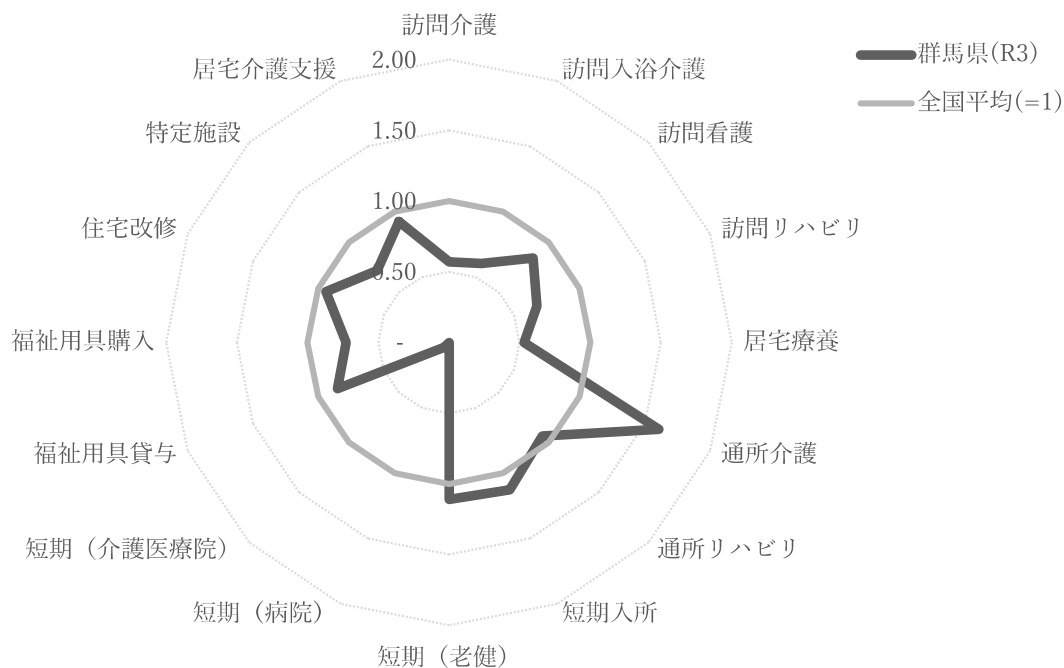 訪問介護
群馬県(R3)
全国平均(=1)
2.00
1.50
1.00
0.50
-
訪問入浴介護
訪問看護
訪問リハビリ
居宅療養
通所介護
通所リハビリ
短期入所
短期（老健）
短期（病院）
短期（介護医療院）
福祉用具貸与
福祉用具購入
住宅改修
特定施設
居宅介護支援